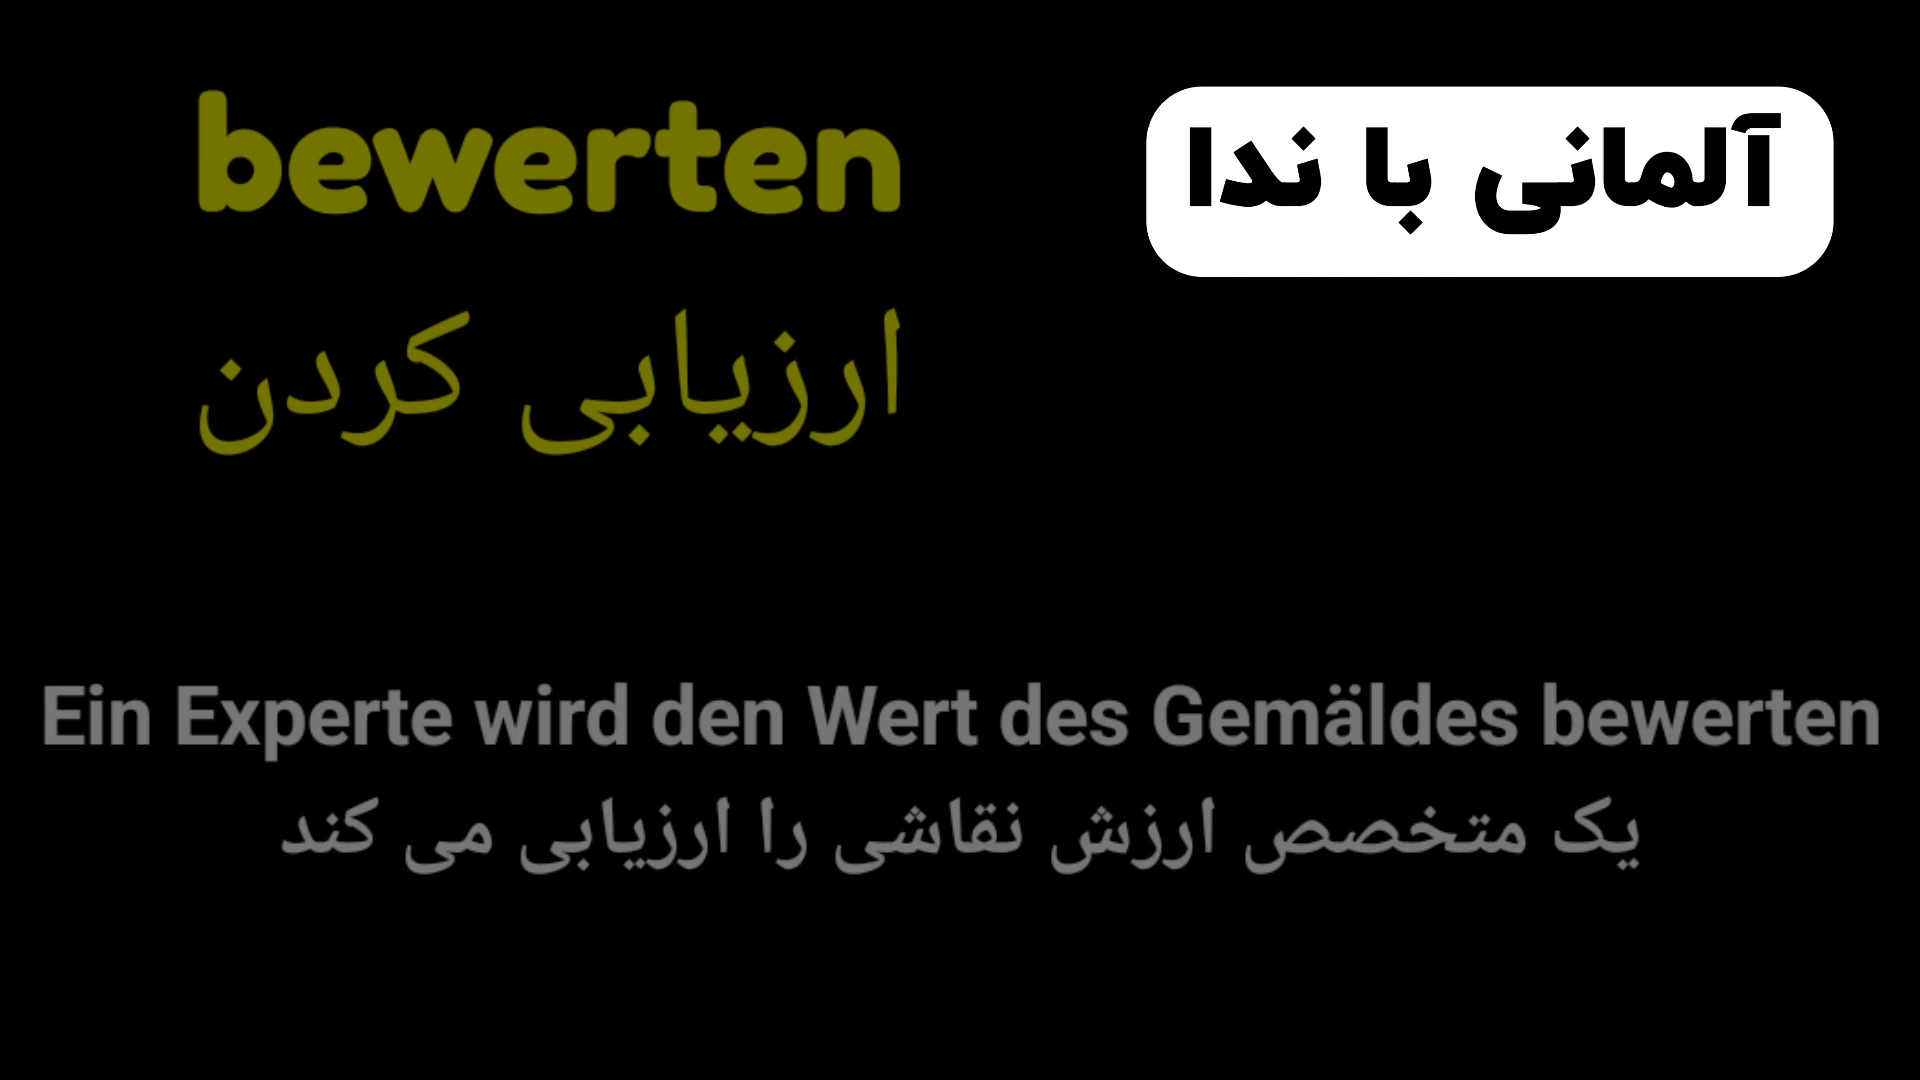 bewerten
آلمانی با ندا
ارزیابی کردن
Ein Experte wird den Wert des Gemäldes bewerten
یک متخصص ارزش نقاشی را ارزیابی می کند